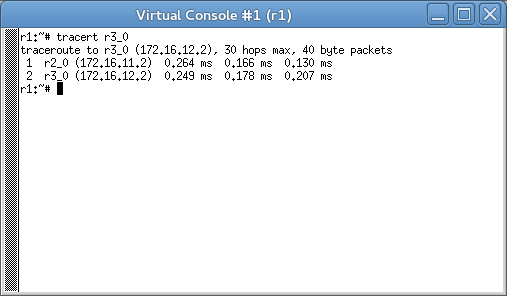 Virtual Console #1 (r1)
r1:~# tracert r3_0
traceroute to r3_0 (172.16.12.2), 30 hops max, 40 byte packets
 1  r2_0 (172.16.11.2)  0.264 ms  0.166 ms  0.130 ms
 2  r3_0 (172.16.12.2)  0.249 ms  0.178 ms  0.207 ms
r1:~#